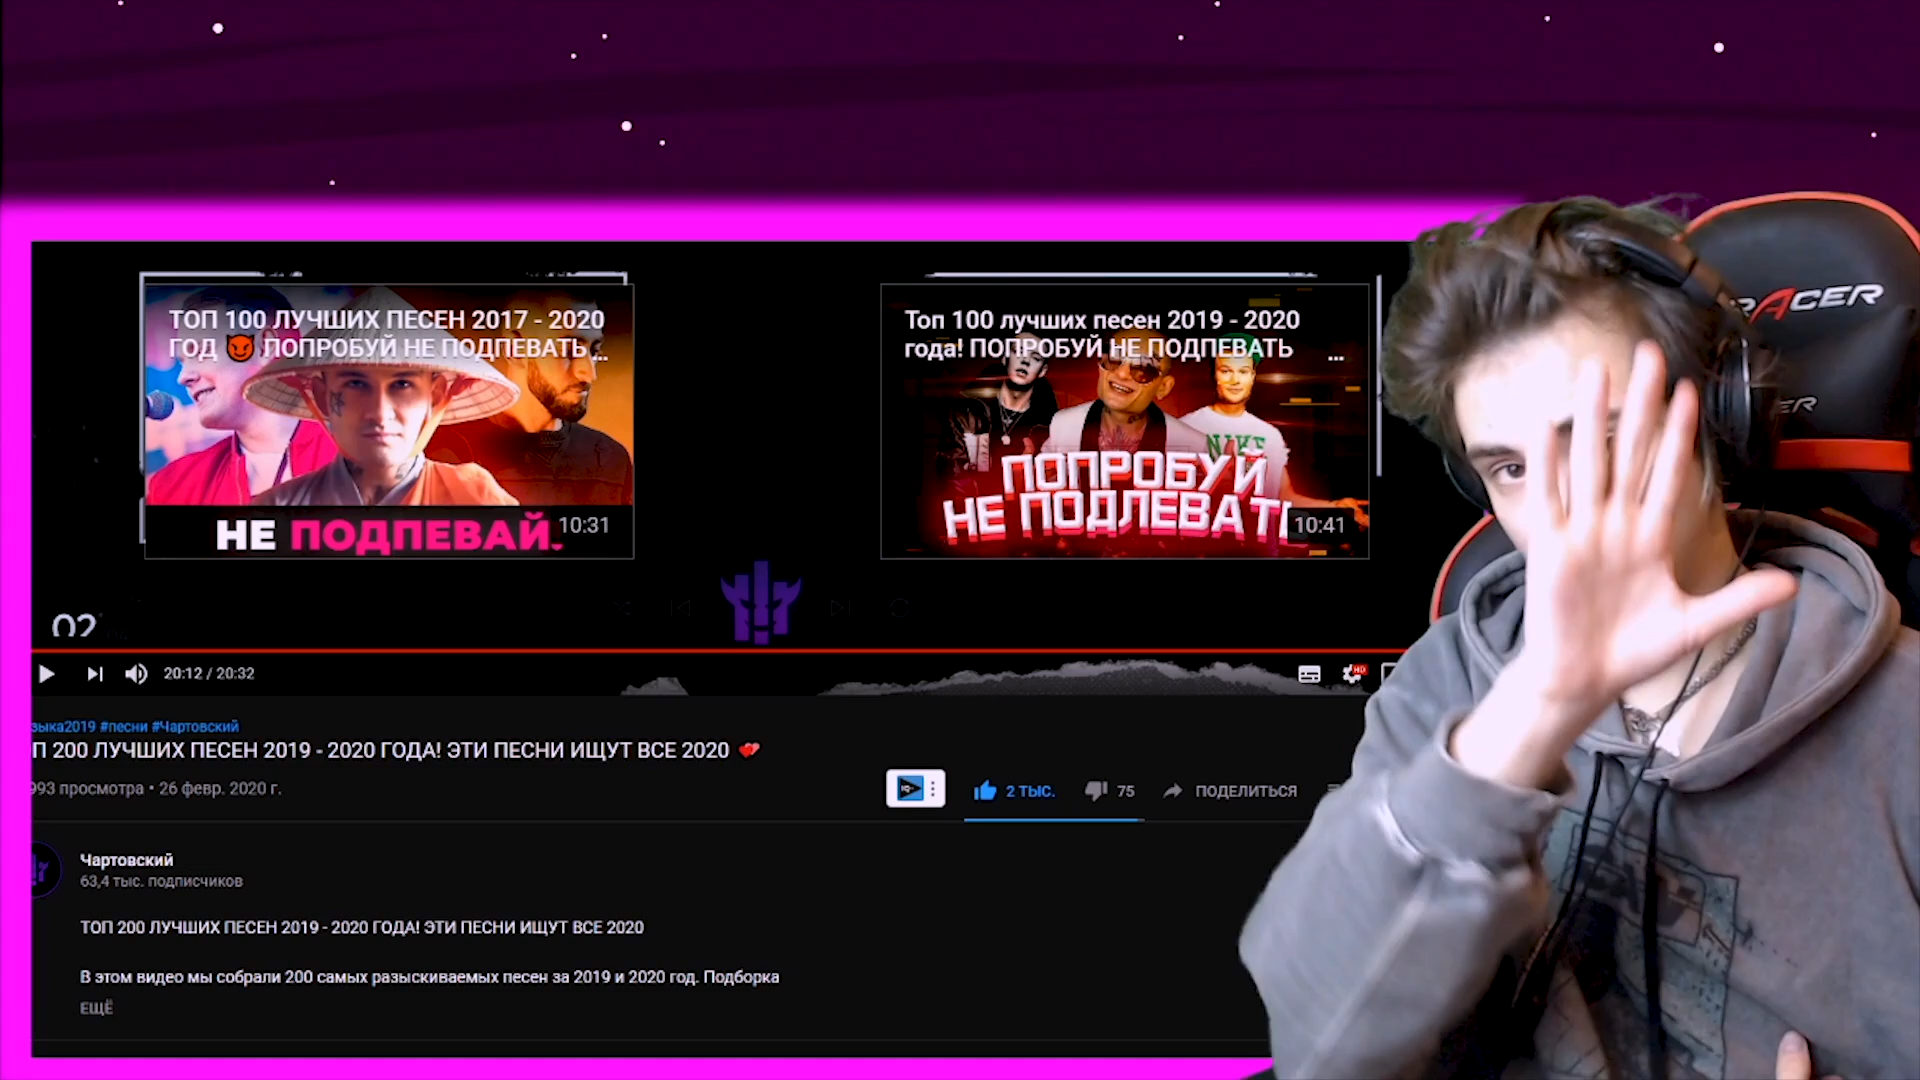 ТОП 100 ЛУЧШИХ ПЕСЕН 2017 - 2020
ГОД 😈 ПОПРОБУЙ НЕ ПОДПЕВАТЬ ...
НЕ ПОДПЕВАЙ.
10:31
Топ 100 лучших песен 2019 - 2020
года! ПОПРОБУЙ НЕ ПОДПЕВАТЬ ...
NIKE
ПОПРОБУЙ
НЕ ПОДПЕВАТЬ
10:41
RACER
ER
02
20:12 / 20:32
HD
зыка2019 #песни #Чартовский
П 200 ЛУЧШИХ ПЕСЕН 2019 - 2020 ГОДА! ЭТИ ПЕСНИ ИЩУТ ВСЕ 2020 💔
993 просмотра • 26 февр. 2020 г.
2 ТЫС.
75
ПОДЕЛИТЬСЯ
Чартовский
63,4 тыс. подписчиков
ТОП 200 ЛУЧШИХ ПЕСЕН 2019 - 2020 ГОДА! ЭТИ ПЕСНИ ИЩУТ ВСЕ 2020
В этом видео мы собрали 200 самых разыскиваемых песен за 2019 и 2020 год. Подборка
ЕЩЁ